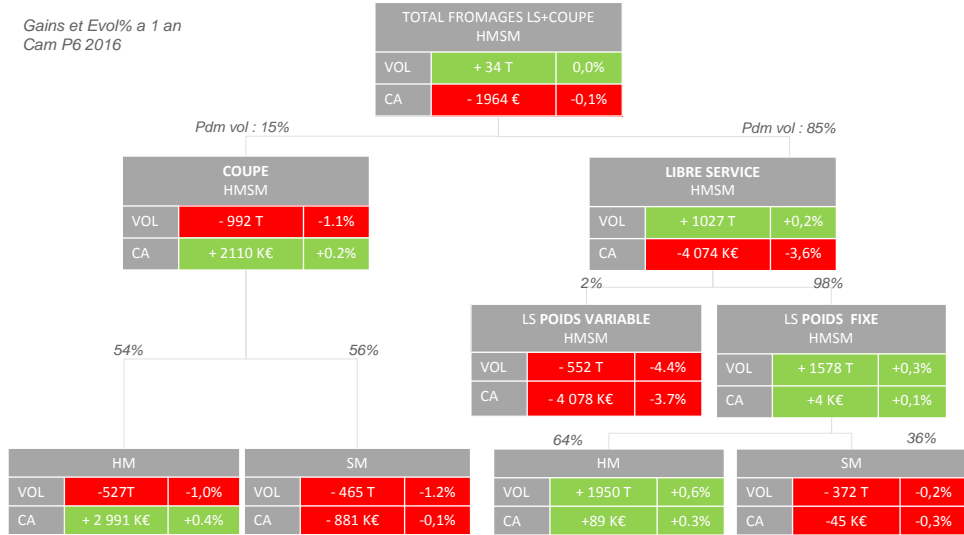 Gains et Evol% a 1 an
Cam P6 2016
TOTAL FROMAGES LS+COUPE
HMSM
VOL + 34 T 0,0%
CA - 1964 € -0,1%
Pdm vol : 15%
Pdm vol : 85%
COUPE
HMSM
VOL - 992 T -1.1%
CA + 2110 K€ +0.2%
LIBRE SERVICE
HMSM
VOL + 1027 T +0,2%
CA -4 074 K€ -3,6%
2%
98%
LS POIDS VARIABLE
HMSM
VOL - 552 T -4.4%
CA - 4 078 K€ -3.7%
LS POIDS FIXE
HMSM
VOL + 1578 T +0,3%
CA +4 K€ +0,1%
54%
56%
64%
36%
HM
VOL -527T -1,0%
CA + 2 991 K€ +0.4%
SM
VOL - 465 T -1.2%
CA - 881 K€ -0,1%
HM
VOL + 1950 T +0,6%
CA +89 K€ +0.3%
SM
VOL - 372 T -0,2%
CA -45 K€ -0,3%